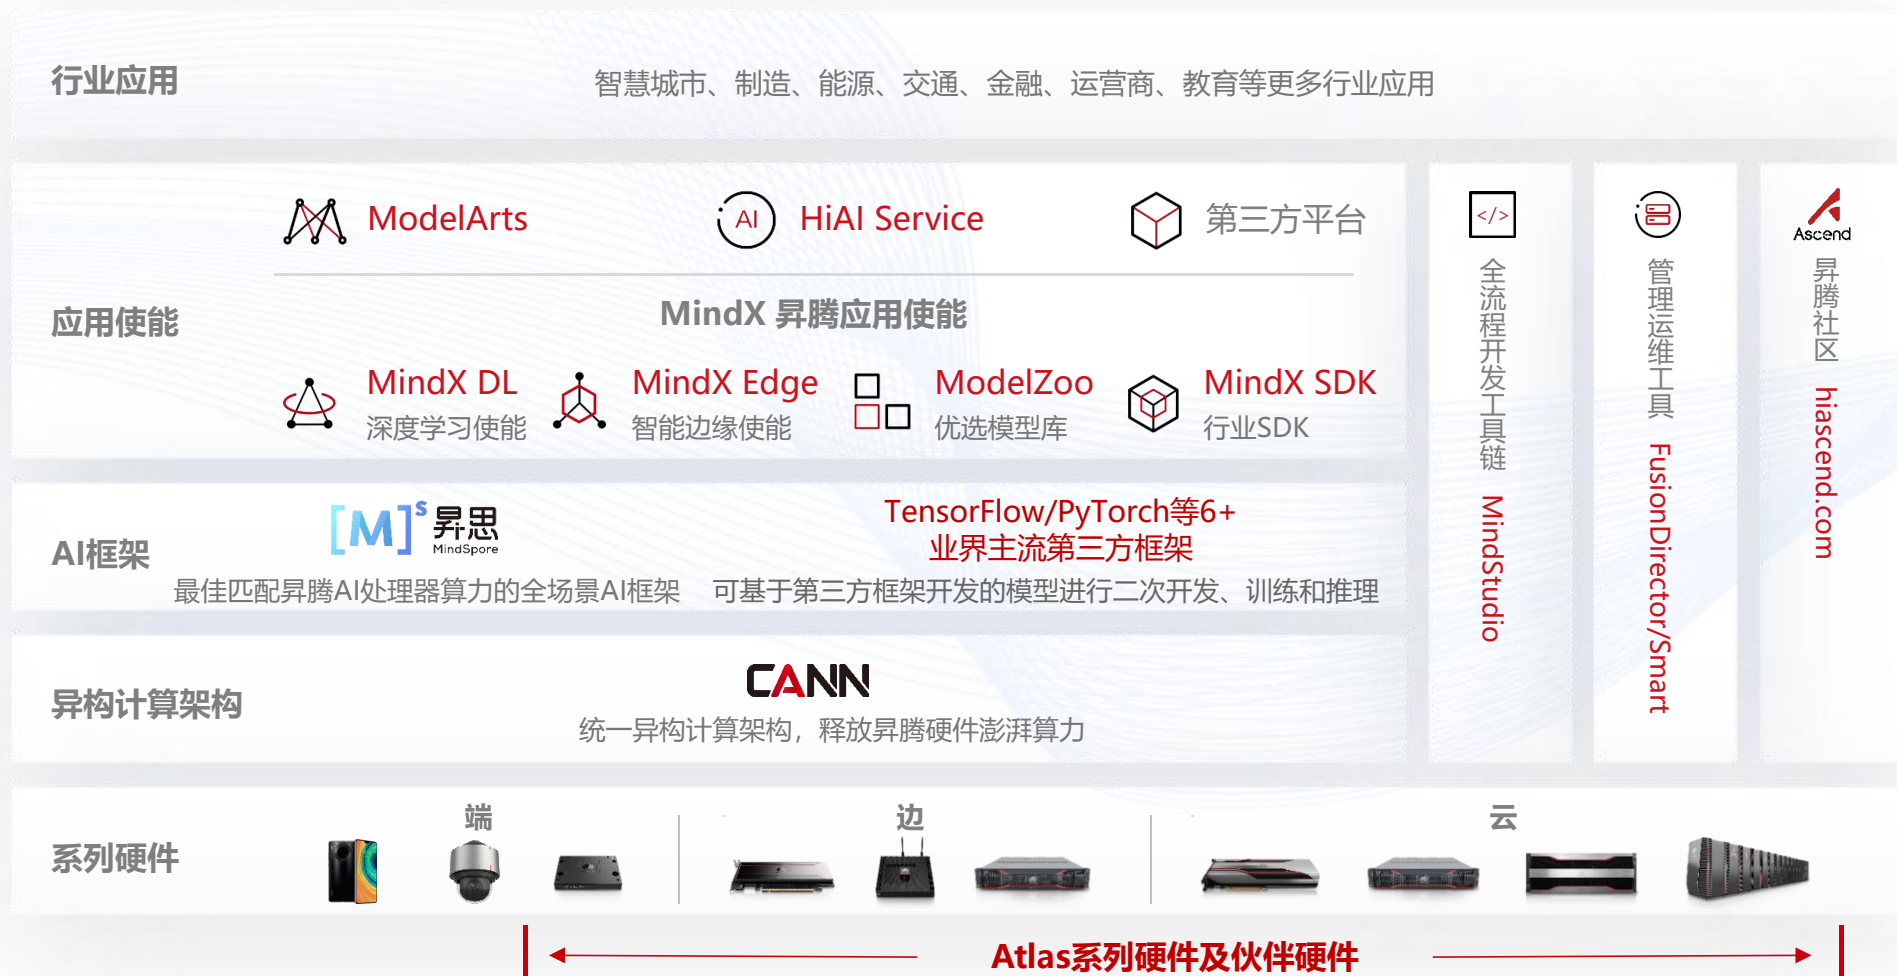 行业应用
智慧城市、制造、能源、交通、金融、运营商、教育等更多行业应用
应用使能
ModelArts
AI
HiAI Service
第三方平台
MindX 昇腾应用使能
MindX DL
深度学习使能
MindX Edge
智能边缘使能
ModelZoo
优选模型库
MindX SDK
行业SDK
AI框架
[M]s 昇思
MindSpore
最佳匹配昇腾AI处理器算力的全场景AI框架
TensorFlow/PyTorch等6+
业界主流第三方框架
可基于第三方框架开发的模型进行二次开发、训练和推理
异构计算架构
CANN
统一异构计算架构，释放昇腾硬件澎湃算力
</>
全流程开发工具链 MindStudio
管理运维工具 FusionDirector/Smart
Ascend
昇腾社区 hiascend.com
系列硬件
端
边
云
Atlas系列硬件及伙伴硬件